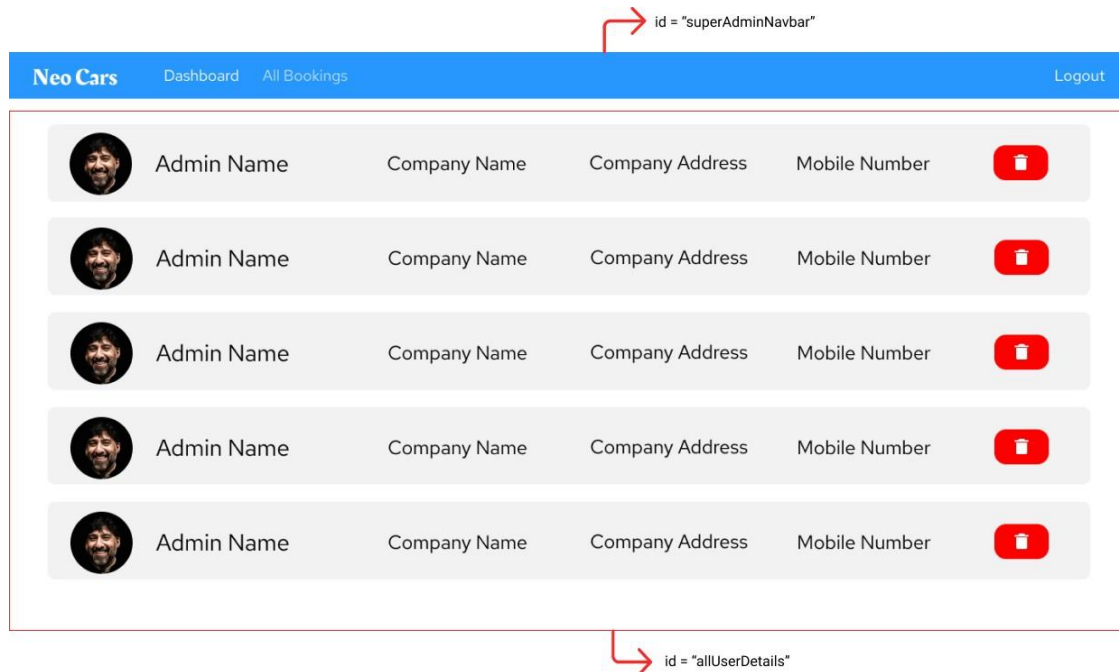 id = “superAdminNavbar”
Neo Cars Dashboard All Bookings Logout
Admin Name Company Name Company Address Mobile Number
Admin Name Company Name Company Address Mobile Number
Admin Name Company Name Company Address Mobile Number
Admin Name Company Name Company Address Mobile Number
Admin Name Company Name Company Address Mobile Number
id = “allUserDetails”